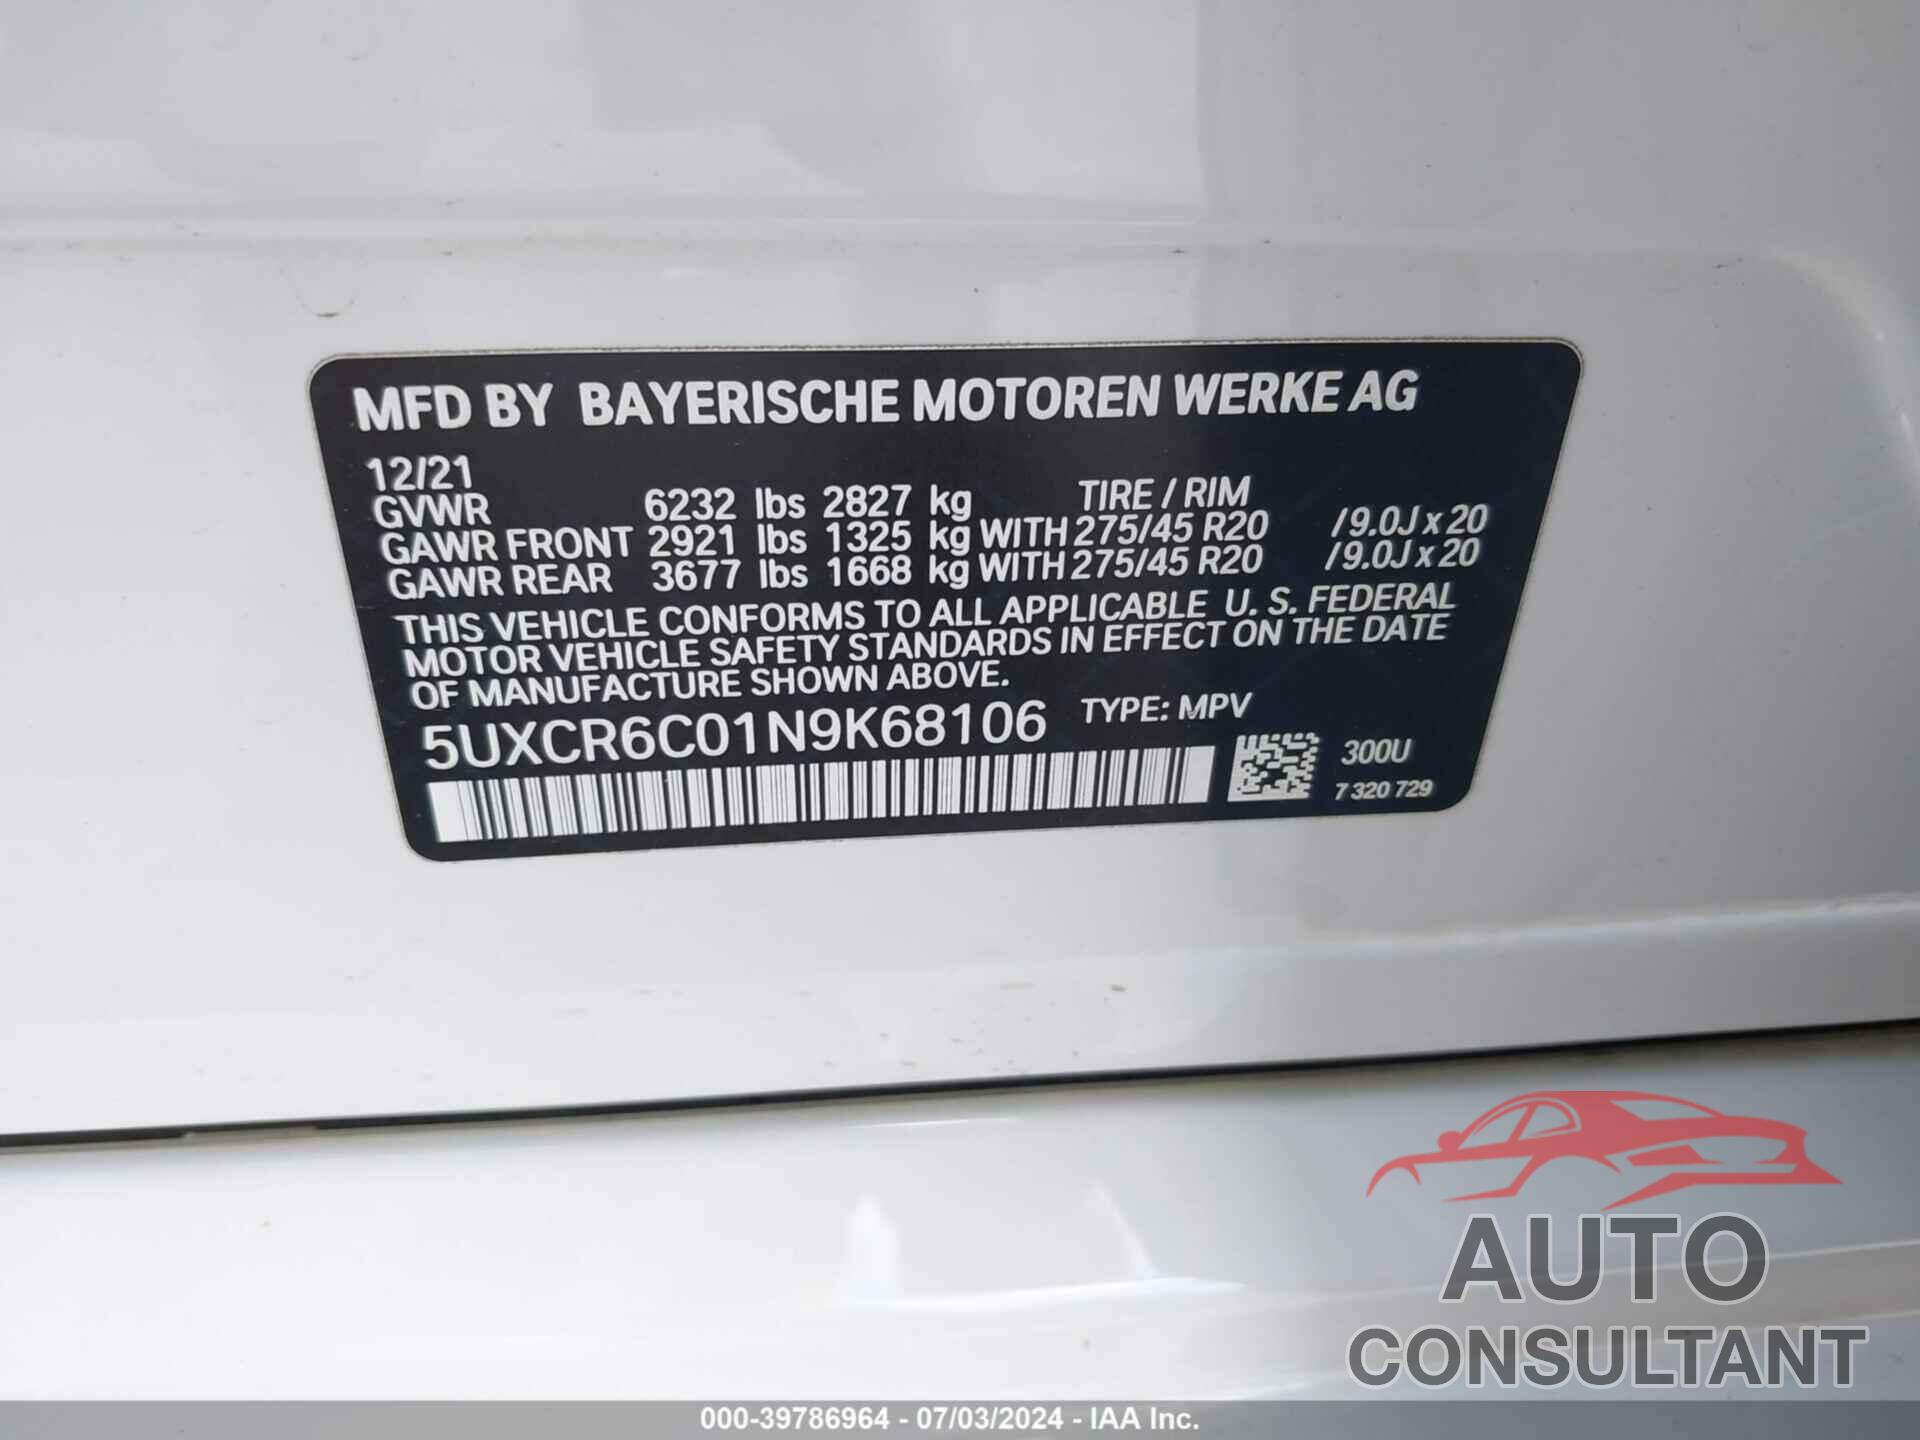 MFD BY BAYERISCHE MOTOREN WERKE AG
12/21
GVWR 6232 lbs 2827 kg TIRE / RIM
GAWR FRONT 2921 lbs 1325 kg WITH 275/45 R20 /9.0J x 20
GAWR REAR 3677 lbs 1668 kg WITH 275/45 R20 /9.0J x 20
THIS VEHICLE CONFORMS TO ALL APPLICABLE U. S. FEDERAL
MOTOR VEHICLE SAFETY STANDARDS IN EFFECT ON THE DATE
OF MANUFACTURE SHOWN ABOVE.
5UXCR6C01N9K68106 TYPE: MPV
300U
7 320 729
AUTO
CONSULTANT
000-39786964 - 07/03/2024 - IAA Inc.